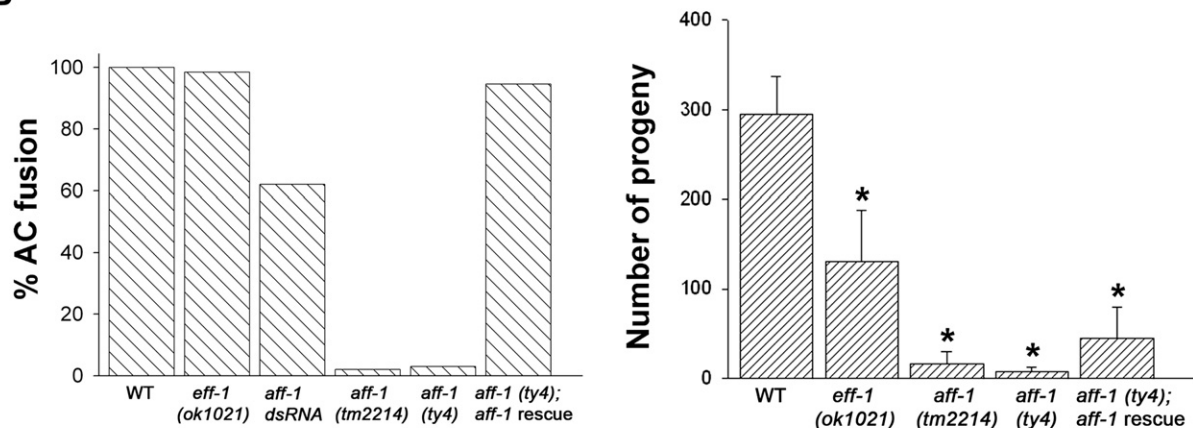 % AC fusion
100
80
60
40
20
0
WT
eff-1
(ok1021)
aff-1
dsRNA
aff-1
(tm2214)
aff-1
(ty4)
aff-1 (ty4);
aff-1 rescue
Number of progeny
400
300
200
100
0
*
*
*
*
WT
eff-1
(ok1021)
aff-1
(tm2214)
aff-1
(ty4)
aff-1 (ty4);
aff-1 rescue